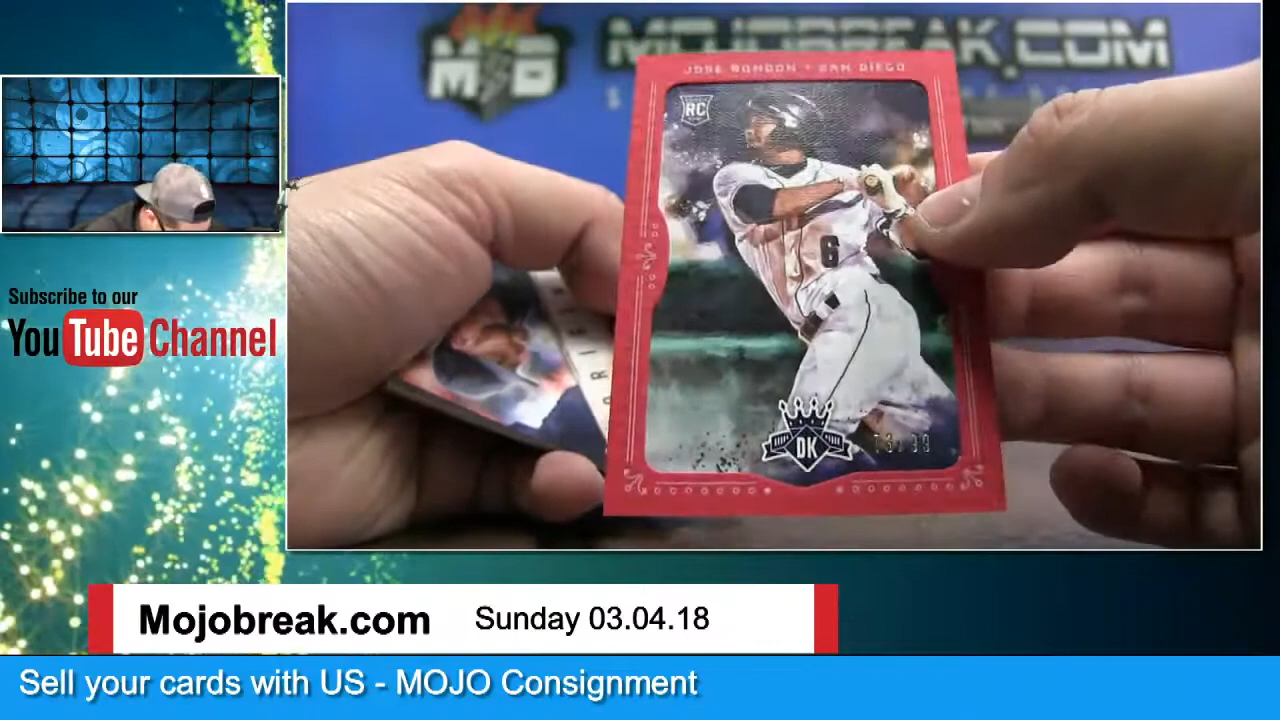 MOJOBREAK.COM
JOSE RONDON • SAN DIEGO
RC
6
DK
Subscribe to our
YouTube Channel
Mojobreak.com Sunday 03.04.18
Sell your cards with US - MOJO Consignment